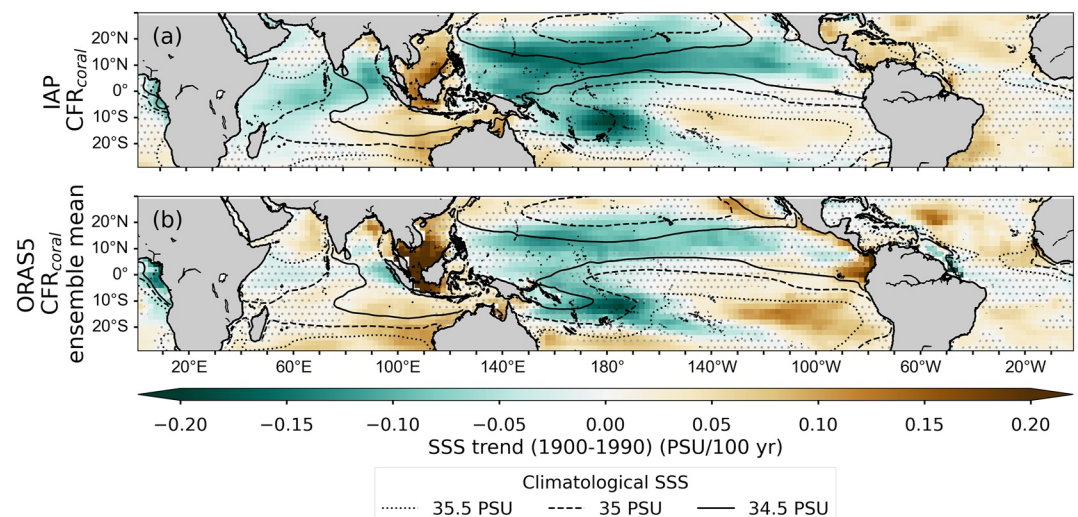 (a)
IAP
CFRcoral
20°N
10°N
0°
10°S
20°S
(b)
ORAS5
CFRcoral
ensemble mean
20°N
10°N
0°
10°S
20°S
20°E 60°E 100°E 140°E 180° 140°W 100°W 60°W 20°W
−0.20 −0.15 −0.10 −0.05 0.00 0.05 0.10 0.15 0.20
SSS trend (1900-1990) (PSU/100 yr)
Climatological SSS
35.5 PSU 35 PSU 34.5 PSU